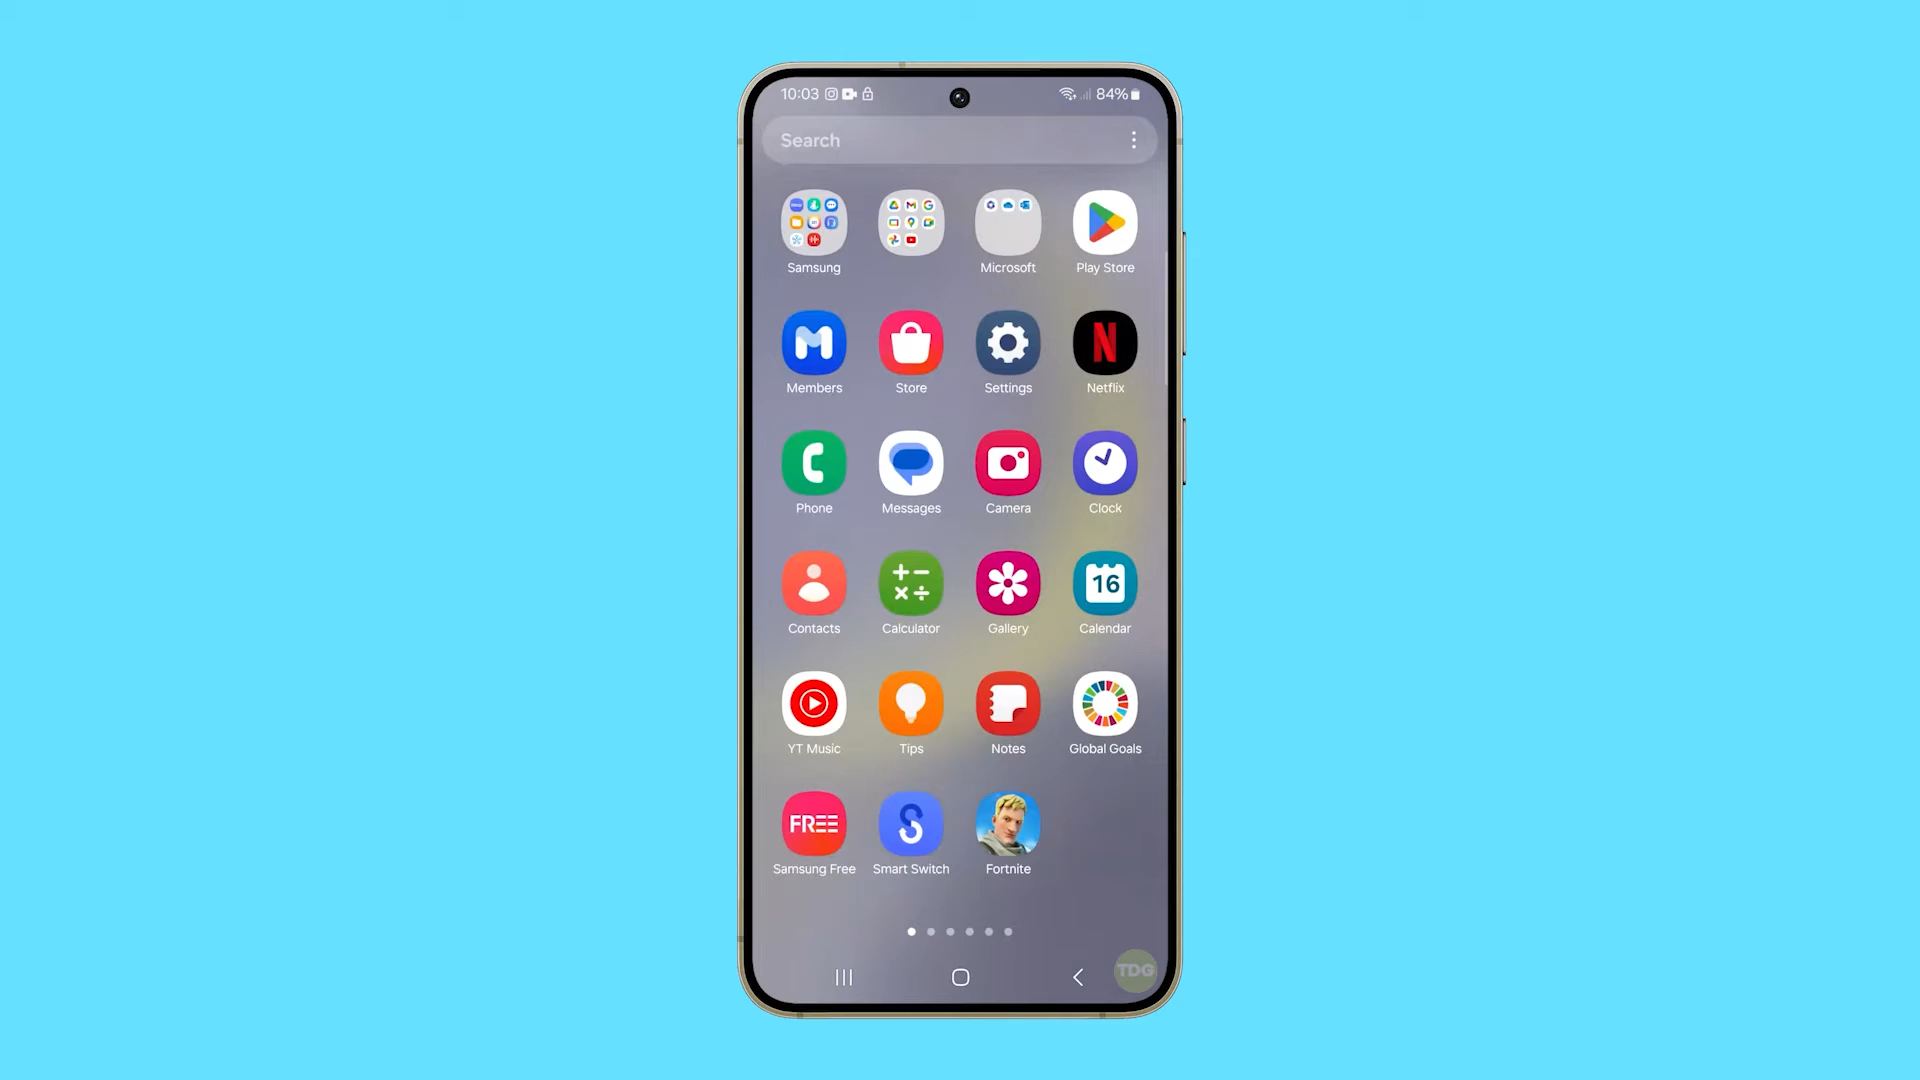 10:03
84%
Search
Samsung
Microsoft
Play Store
Members
Store
Settings
Netflix
Phone
Messages
Camera
Clock
Contacts
Calculator
Gallery
16
Calendar
YT Music
Tips
Notes
Global Goals
FREE
Samsung Free
Smart Switch
Fortnite
TDG